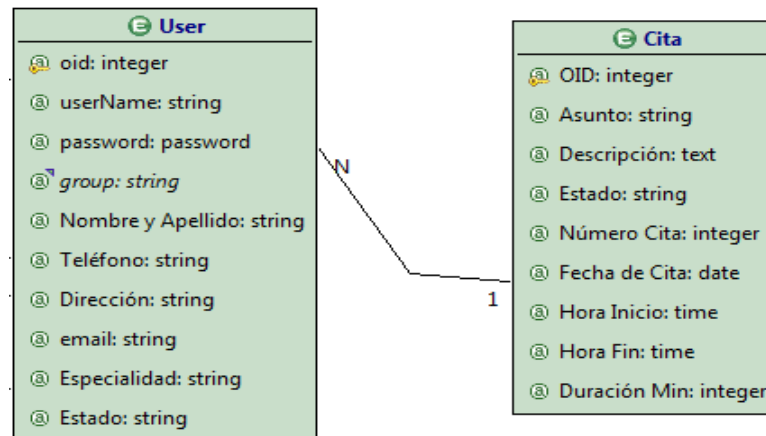 User
oid: integer
userName: string
password: password
group: string
Nombre y Apellido: string
Teléfono: string
Dirección: string
email: string
Especialidad: string
Estado: string
N
1
Cita
OID: integer
Asunto: string
Descripción: text
Estado: string
Número Cita: integer
Fecha de Cita: date
Hora Inicio: time
Hora Fin: time
Duración Min: integer